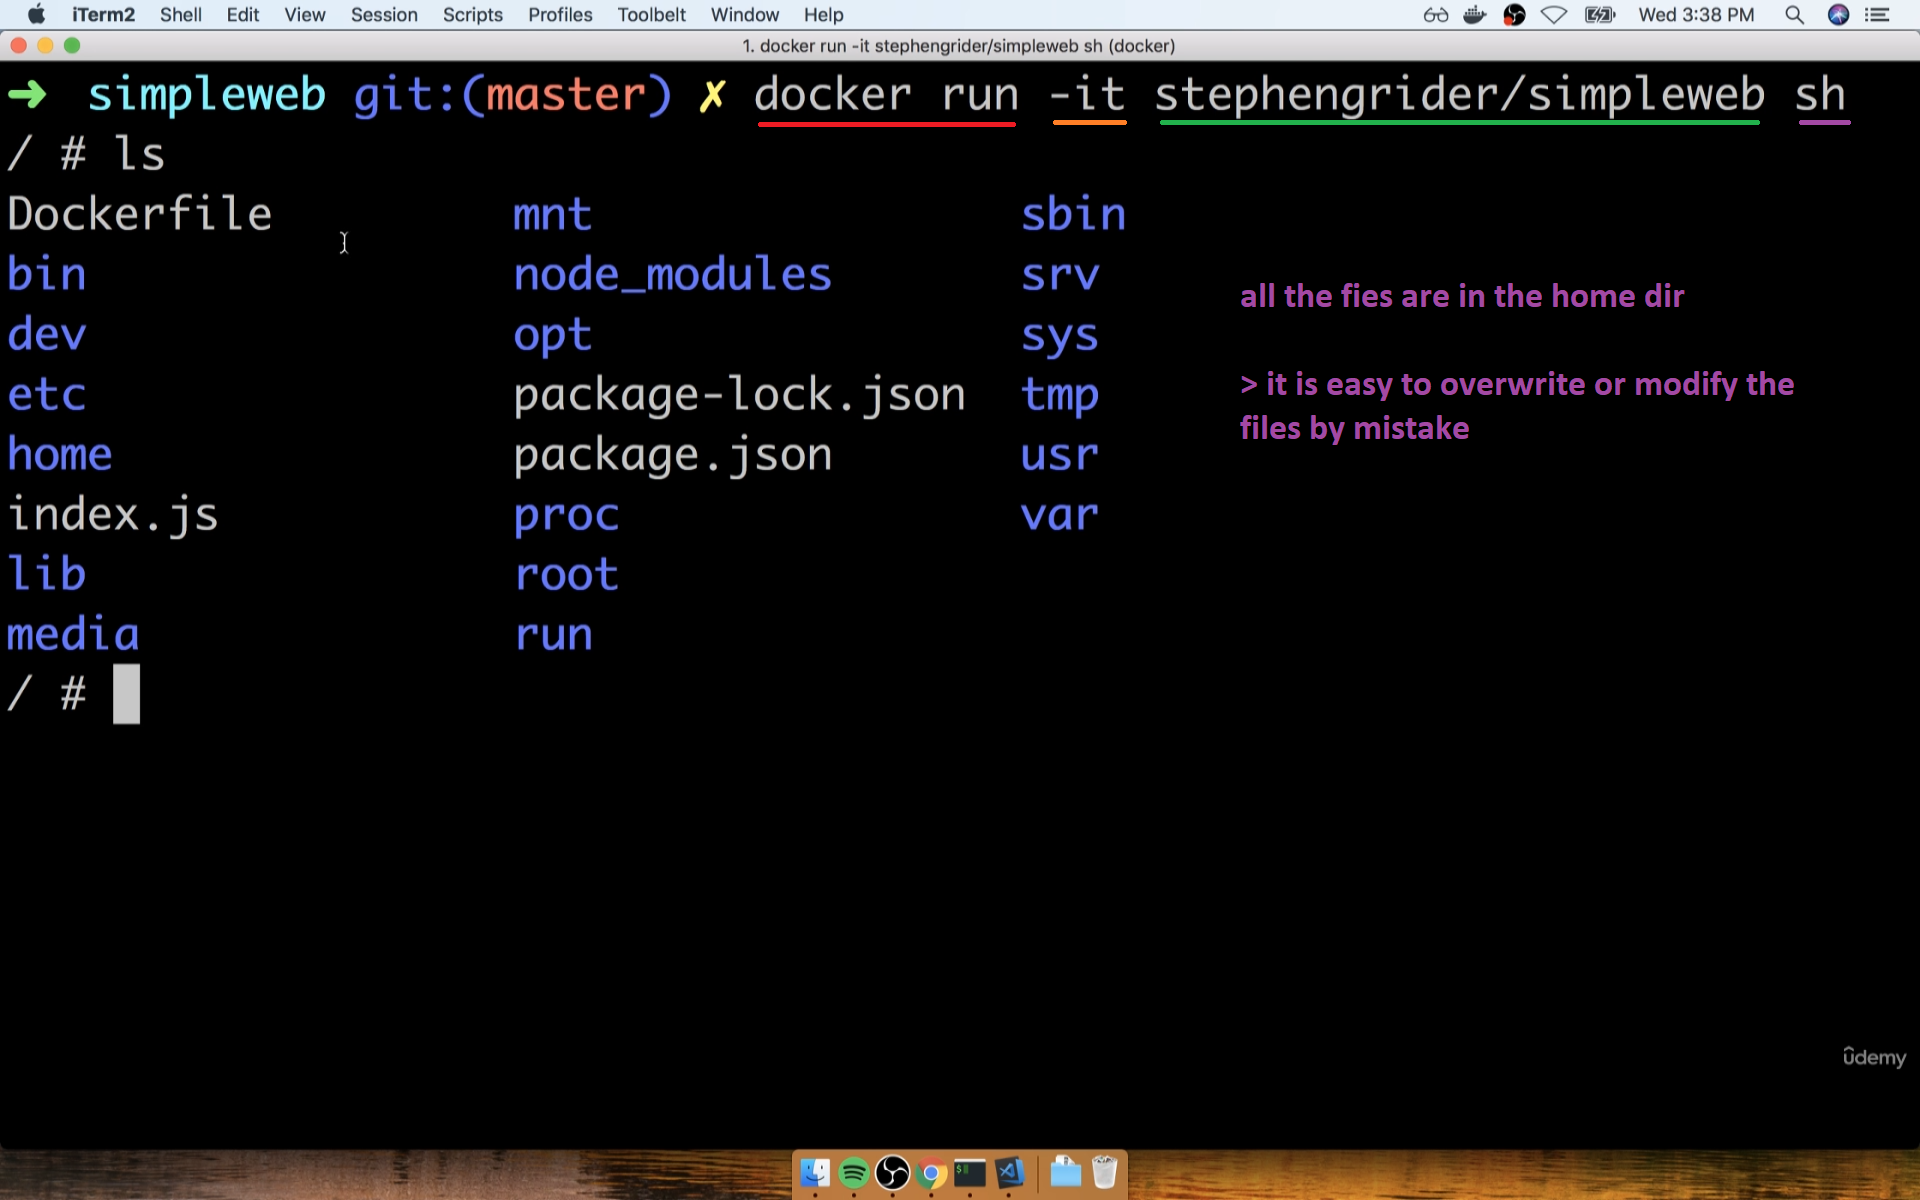 iTerm2 Shell Edit View Session Scripts Profiles Toolbelt Window Help Wed 3:38 PM
1. docker run -it stephengrider/simpleweb sh (docker)
➜ simpleweb git:(master) ✗ docker run -it stephengrider/simpleweb sh
/ # ls
Dockerfile mnt sbin
bin node_modules srv
dev opt sys
etc package-lock.json tmp
home package.json usr
index.js proc var
lib root
media run
/ #
all the fies are in the home dir
> it is easy to overwrite or modify the
files by mistake
ûdemy